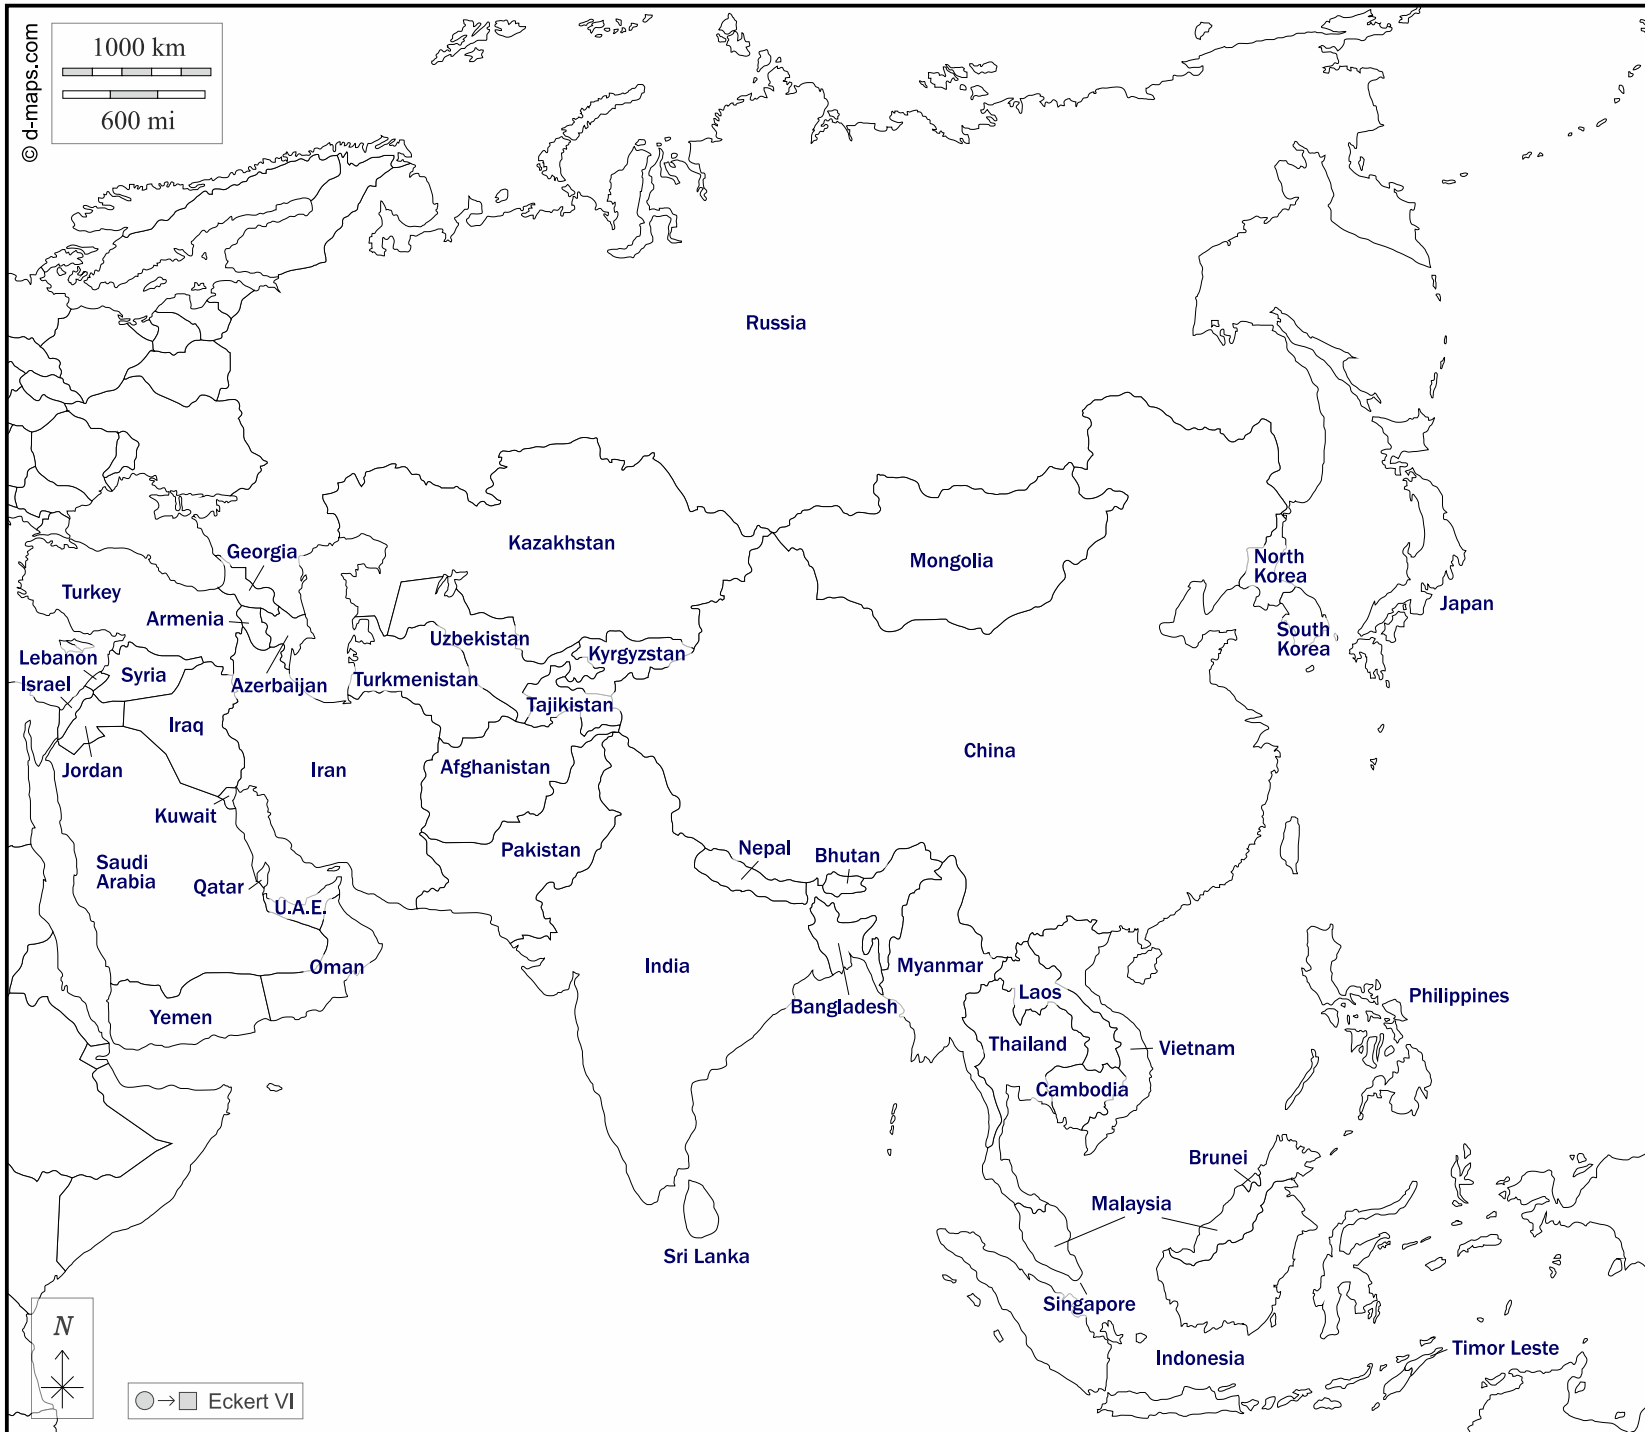 © d-maps.com
1000 km
600 mi
Russia
Kazakhstan
Mongolia
Georgia
North
Korea
Turkey
Armenia
Japan
Uzbekistan
South
Korea
Kyrgyzstan
Lebanon
Syria
Israel
Azerbaijan
Turkmenistan
Tajikistan
Iraq
China
Jordan
Iran
Afghanistan
Kuwait
Pakistan
Nepal
Bhutan
Saudi
Arabia
Qatar
U.A.E.
Oman
India
Myanmar
Laos
Philippines
Bangladesh
Yemen
Thailand
Vietnam
Cambodia
Brunei
Malaysia
Sri Lanka
Singapore
Indonesia
Timor Leste
N
Eckert VI